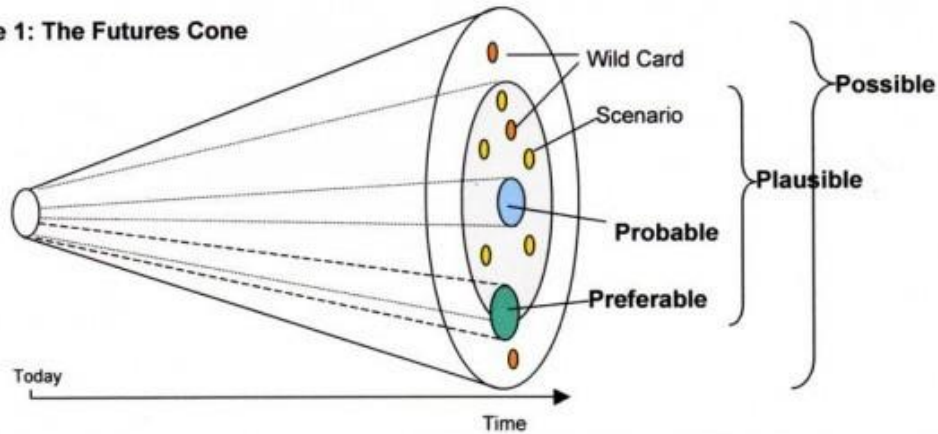 e 1: The Futures Cone
Wild Card
Possible
Scenario
Plausible
Probable
Preferable
Today
Time